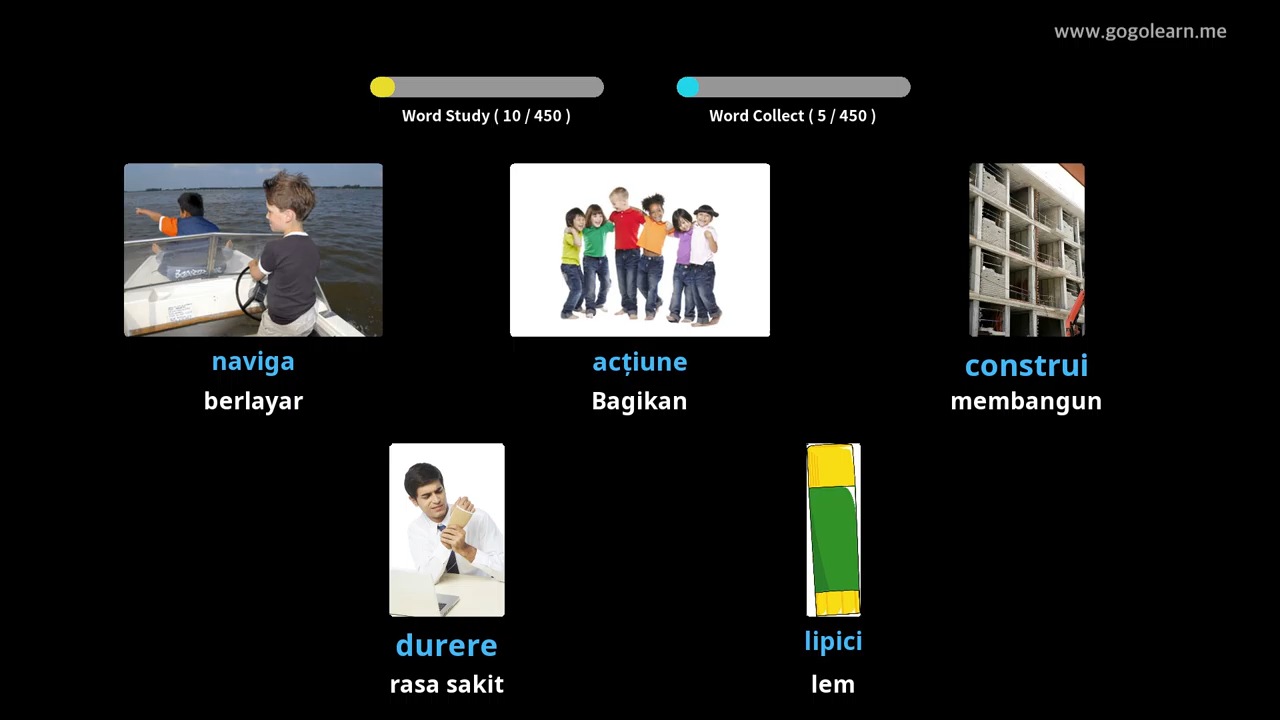 www.gogolearn.me
Word Study ( 10 / 450 )
Word Collect ( 5 / 450 )
naviga
acțiune
construi
berlayar
Bagikan
membangun
durere
lipici
rasa sakit
lem